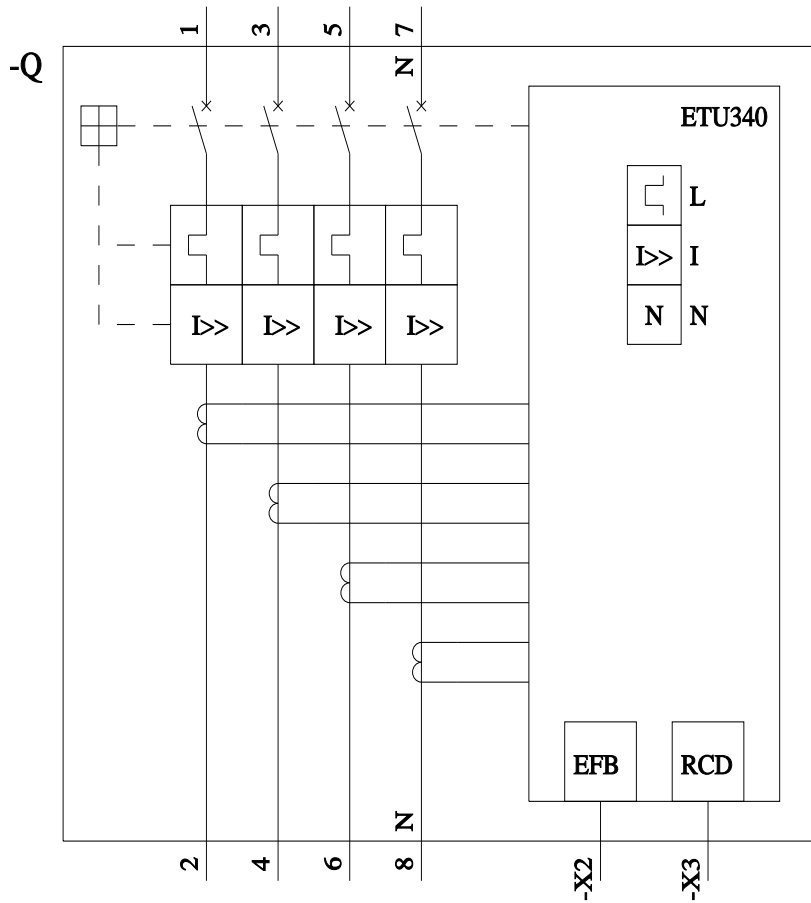 1 3 5 7
-Q
N
ETU340
L
I>> I
N N
I>> I>> I>> I>>
EFB RCD
N
2 4 6 8
-X2 -X3